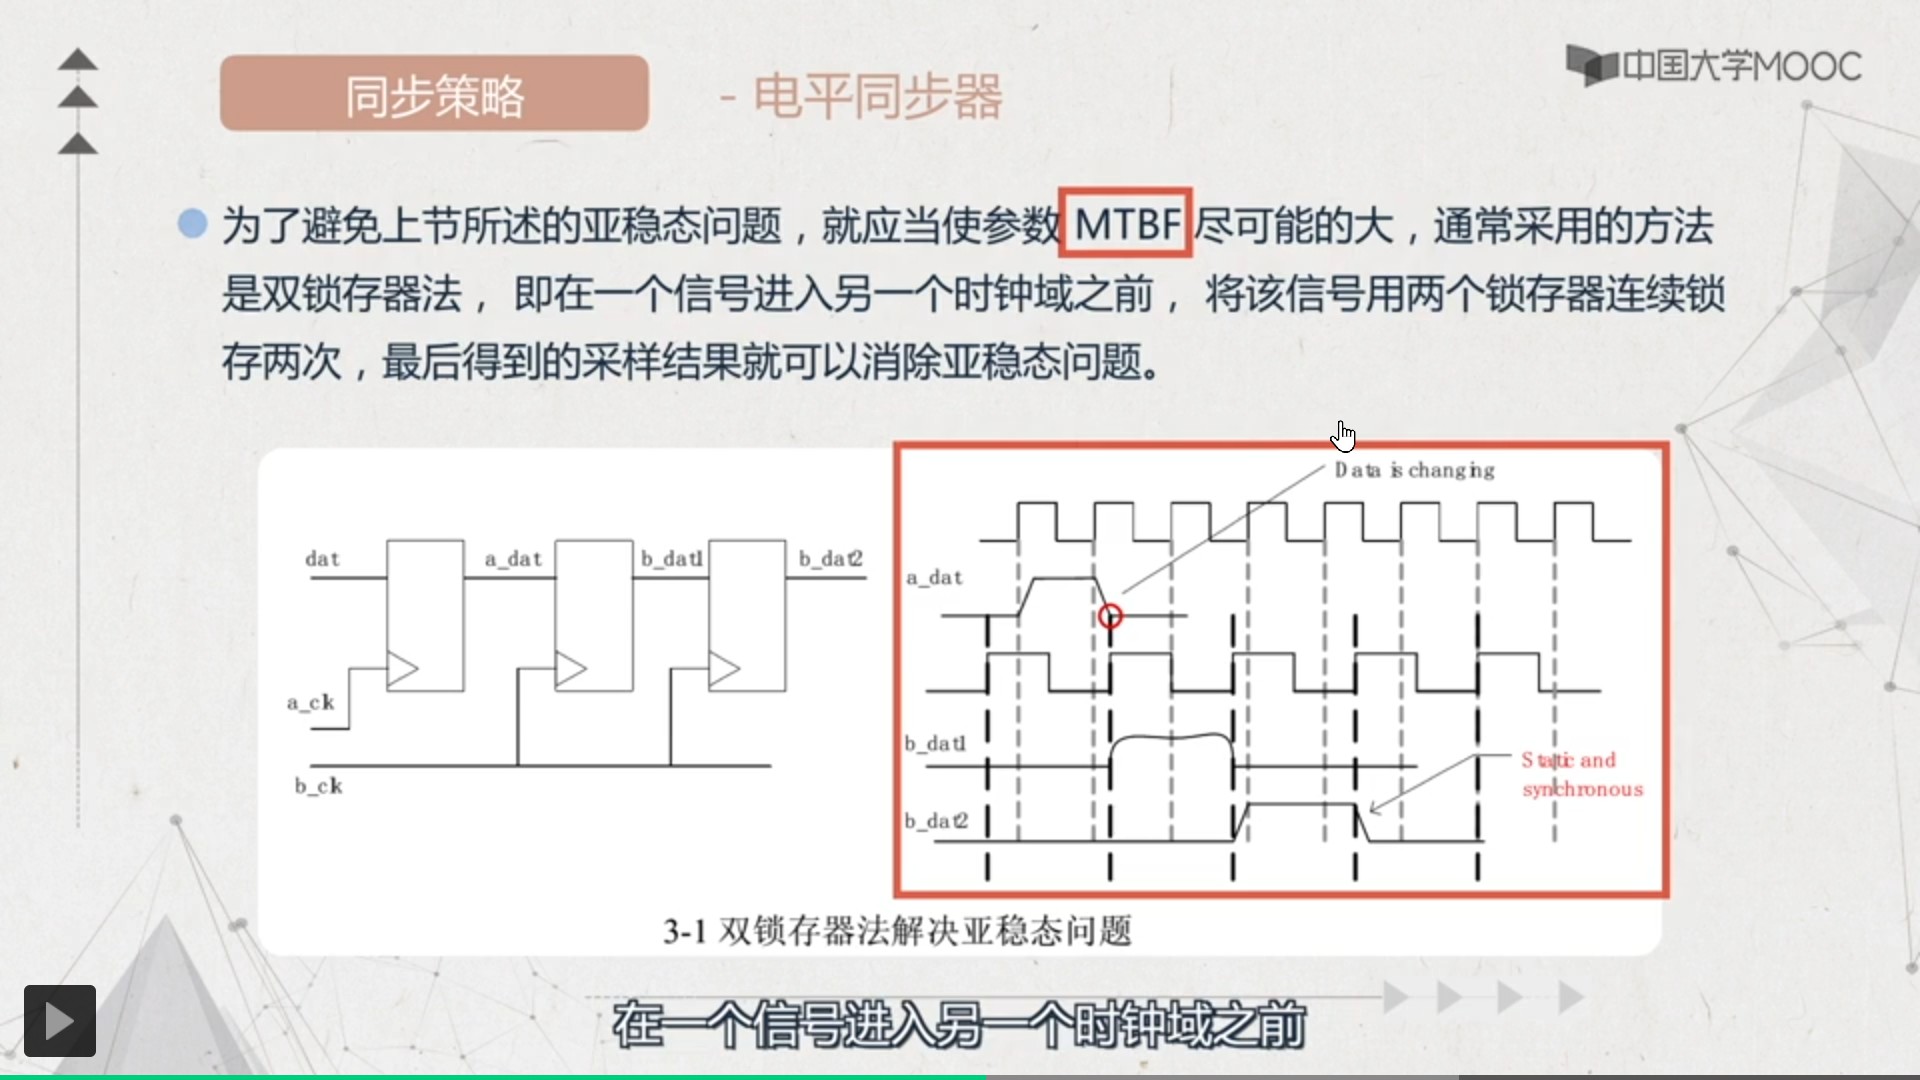 同步策略
- 电平同步器
中国大学MOOC
为了避免上节所述的亚稳态问题，就应当使参数 MTBF 尽可能的大，通常采用的方法
是双锁存器法， 即在一个信号进入另一个时钟域之前， 将该信号用两个锁存器连续锁
存两次，最后得到的采样结果就可以消除亚稳态问题。
dat
a_dat
b_dat1
b_dat2
a_clk
b_clk
Data is changing
a_dat
b_dat1
Static and
synchronous
b_dat2
3-1 双锁存器法解决亚稳态问题
在一个信号进入另一个时钟域之前